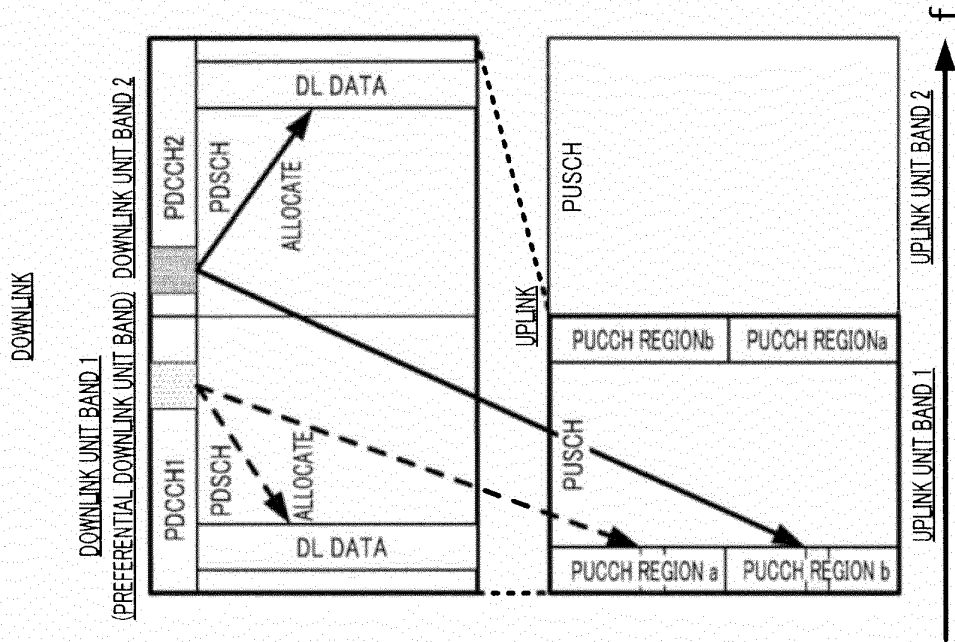 DOWNLINK
DOWNLINK UNIT BAND 1
(PREFERENTIAL DOWNLINK UNIT BAND)
DOWNLINK UNIT BAND 2
PDCCH1
PDCCH2
PDSCH
ALLOCATE
DL DATA
PDSCH
ALLOCATE
DL DATA
UPLINK
PUSCH
PUSCH
PUCCH REGION a
PUCCH REGION b
PUCCH REGIONb
PUCCH REGIONa
UPLINK UNIT BAND 1
UPLINK UNIT BAND 2
f